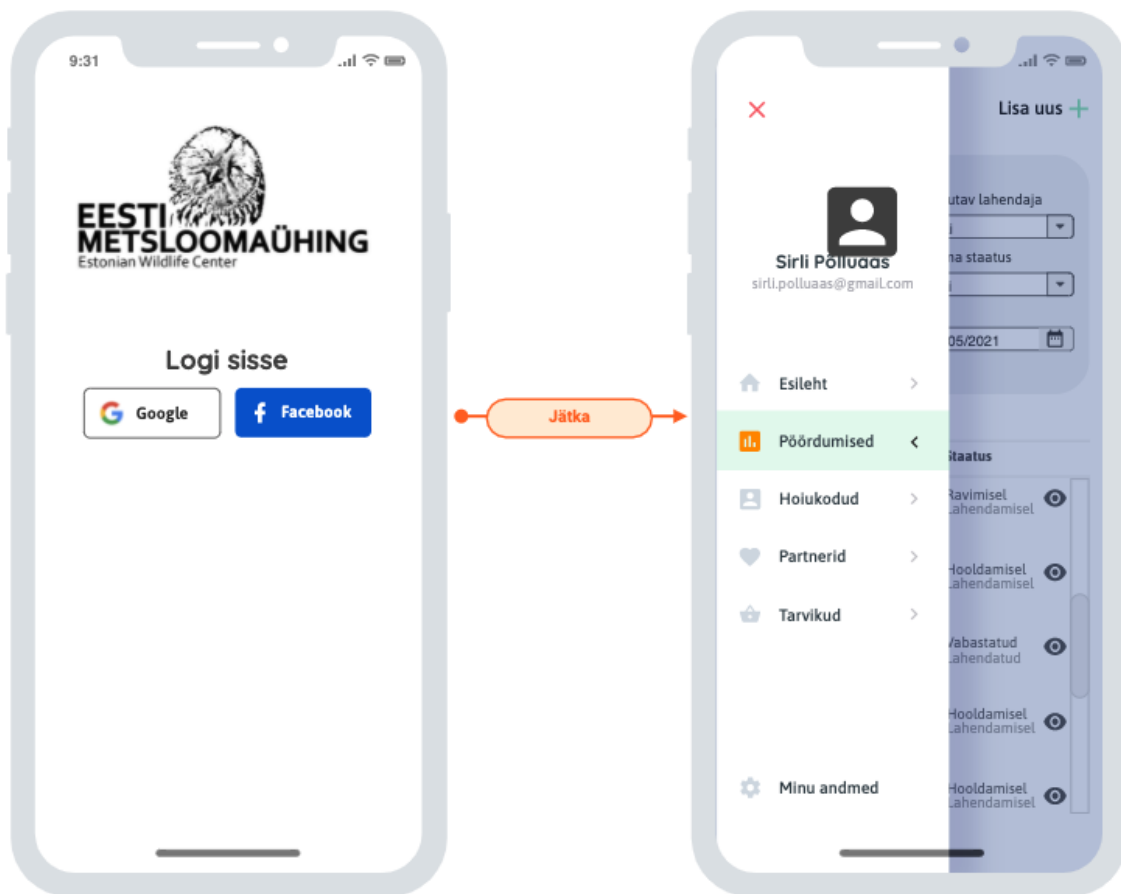 9:31
EESTI
METSLOOMAÜHING
Estonian Wildlife Center
Logi sisse
Google
Facebook
Jätka
Lisa uus
utav lahendaja
na staatus
05/2021
Staatus
Ravimisel
Lahendamisel
Hooldamisel
Lahendamisel
Vabastatud
Lahendatud
Hooldamisel
Lahendamisel
Hooldamisel
Lahendamisel
Sirli Põlluaas
sirli.polluaas@gmail.com
Esileht
Pöördumised
Hoiukodud
Partnerid
Tarvikud
Minu andmed